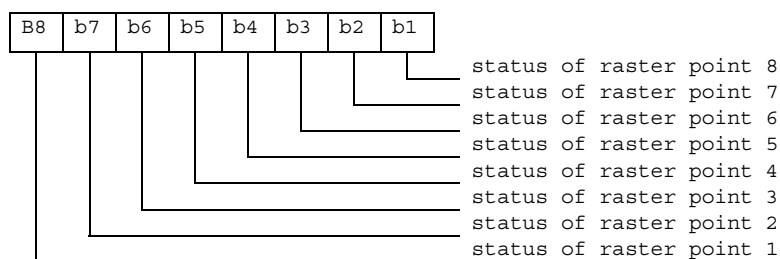 B8 b7 b6 b5 b4 b3 b2 b1
status of raster point 8
status of raster point 7
status of raster point 6
status of raster point 5
status of raster point 4
status of raster point 3
status of raster point 2
status of raster point 1